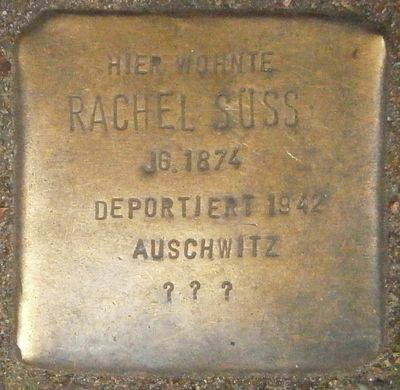 HIER WOHNTE
RACHEL SÜSS
JG. 1874
DEPORTIERT 1942
AUSCHWITZ
? ? ?